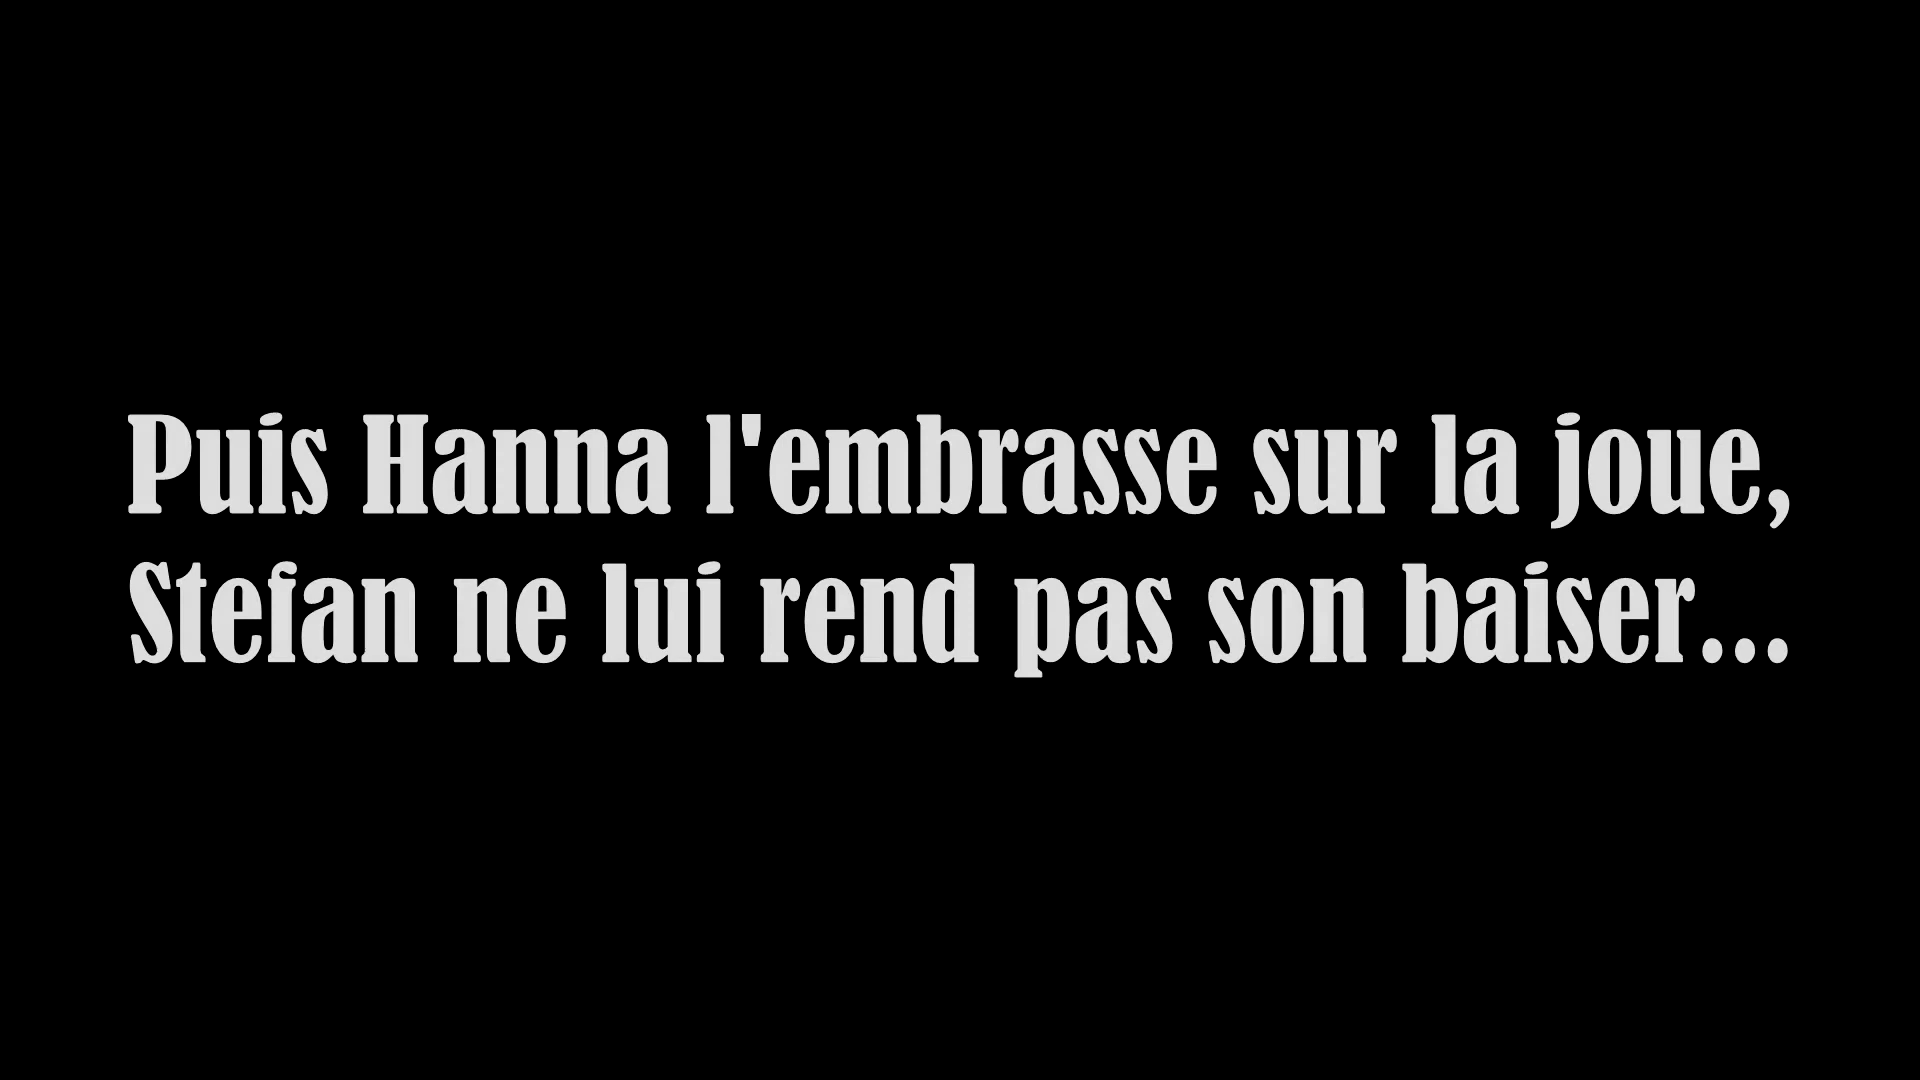 Puis Hanna l'embrasse sur la joue,
Stefan ne lui rend pas son baiser...